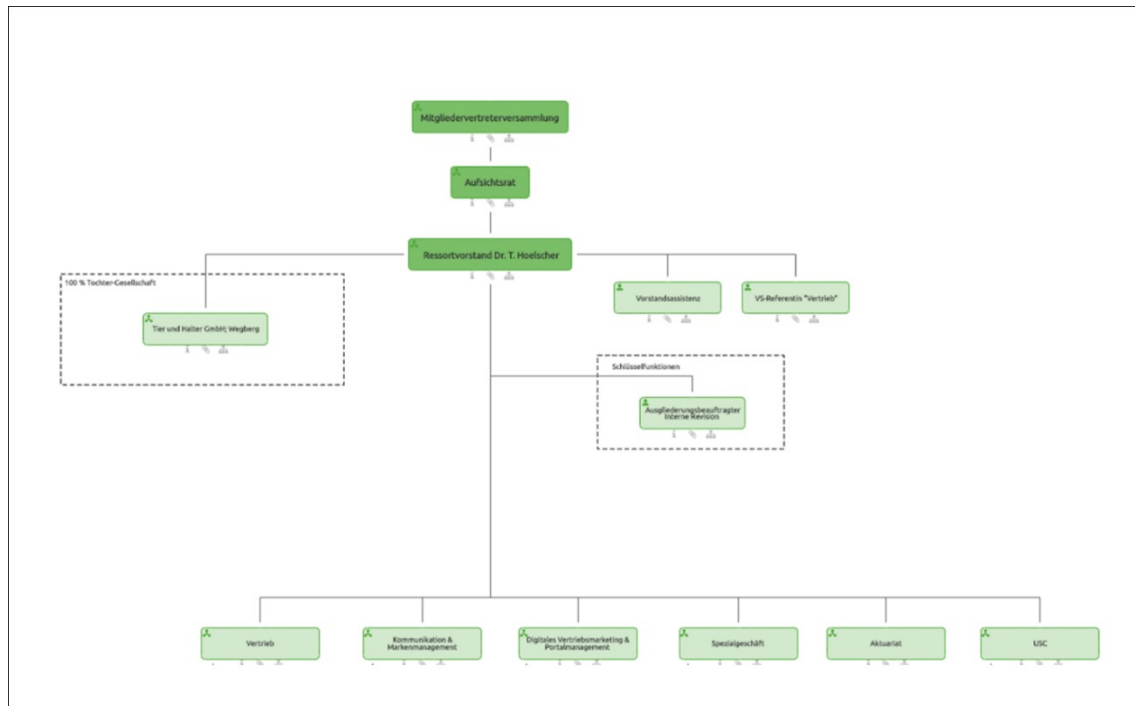 Mitgliedervertreterversammlung
Aufsichtsrat
Ressortvorstand Dr. T. Hoelscher
100 % Tochter-Gesellschaft
Tier und Halter GmbH; Wegberg
Vorstandsassistenz
VS-Referentin "Vertrieb"
Schlüsselfunktionen
Ausgliederungsbeauftragter
Interne Revision
Vertrieb
Kommunikation &
Markenmanagement
Digitales Vertriebsmarketing &
Portalmanagement
Spezialgeschäft
Aktuariat
USC